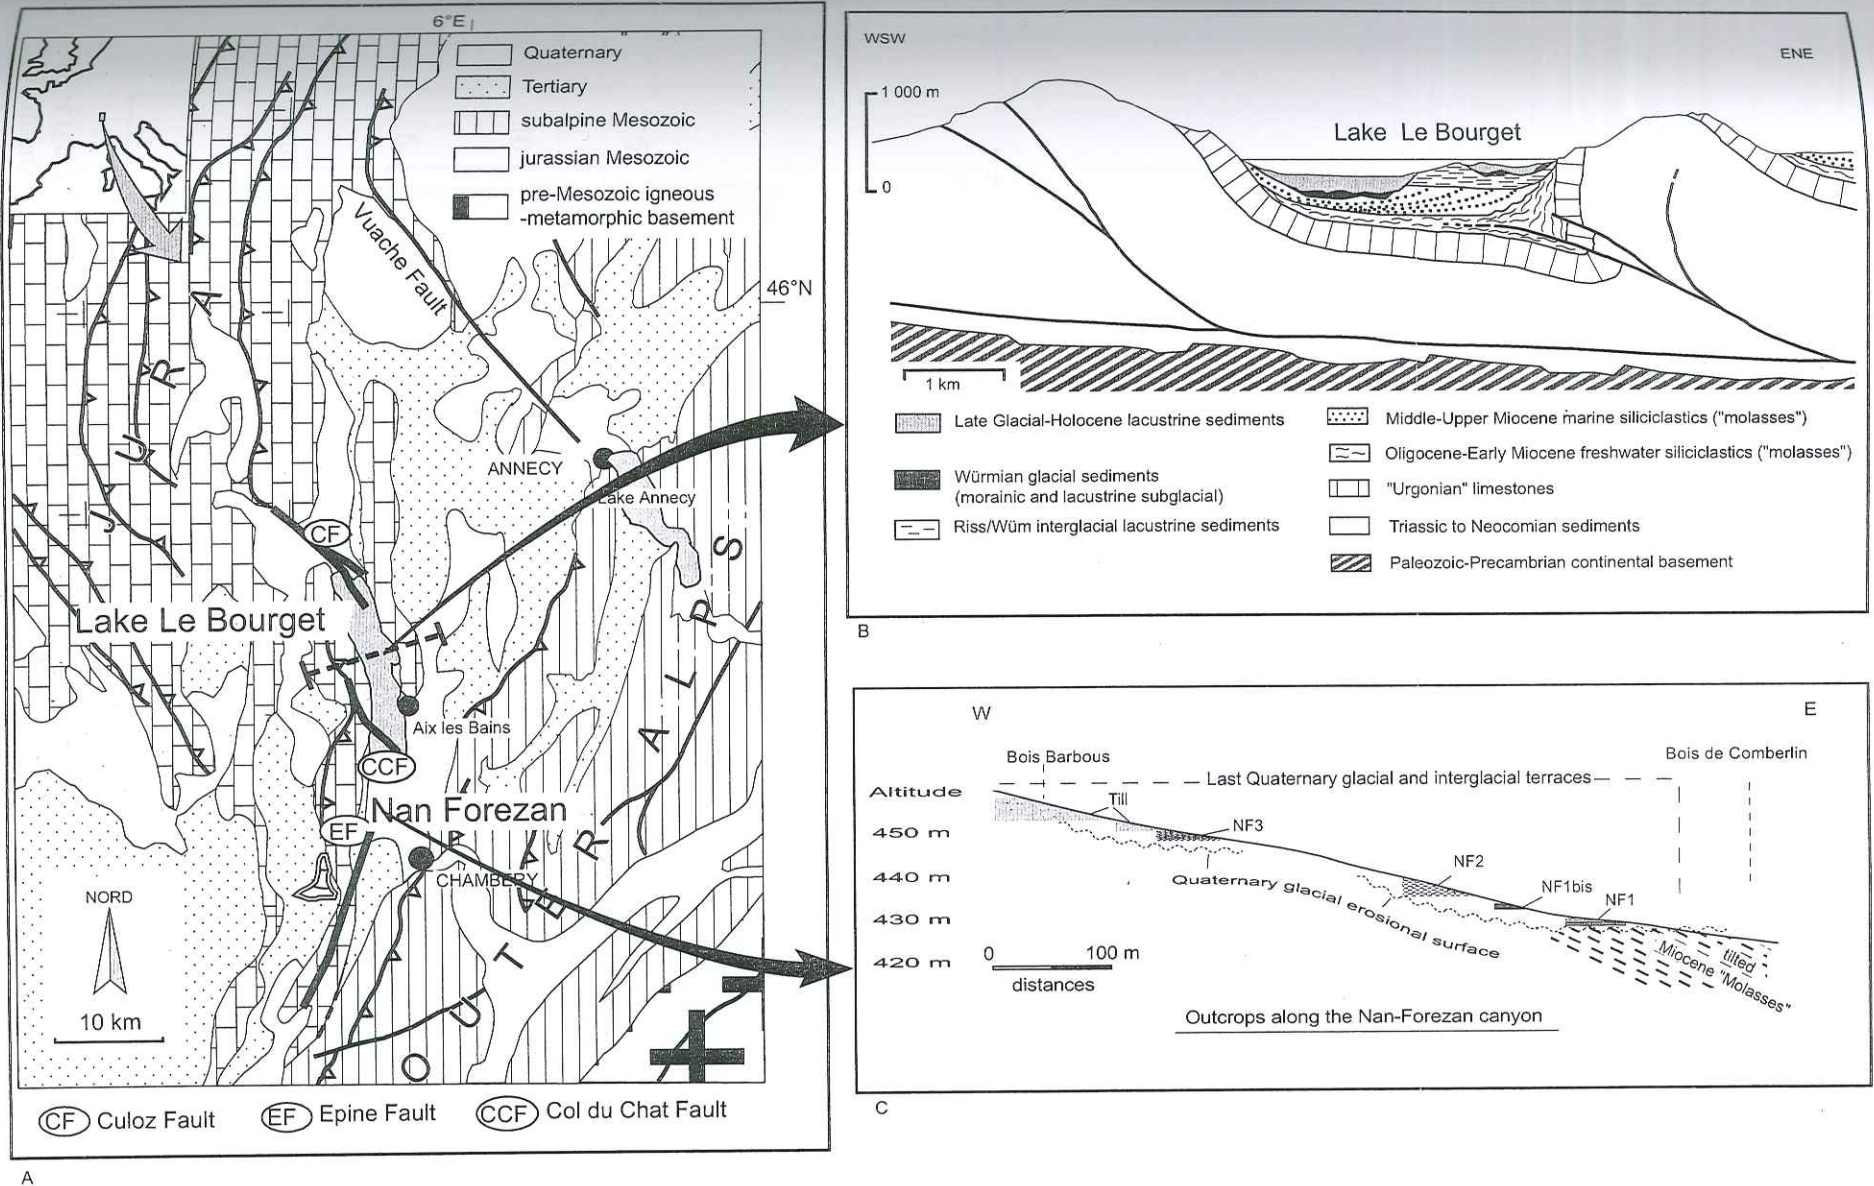 6°E
Quaternary
Tertiary
subalpine Mesozoic
jurassian Mesozoic
pre-Mesozoic igneous
-metamorphic basement
46°N
Vuache Fault
J U R A
ANNECY
Lake Annecy
CF
Lake Le Bourget
Aix les Bains
CCF
Nan Forezan
EF
CHAMBERY
O U T E R A L P S
NORD
10 km
CF Culoz Fault
EF Epine Fault
CCF Col du Chat Fault
A
WSW
ENE
1 000 m
Lake Le Bourget
0
1 km
Late Glacial-Holocene lacustrine sediments
Würmian glacial sediments
(morainic and lacustrine subglacial)
Riss/Wüm interglacial lacustrine sediments
Middle-Upper Miocene marine siliciclastics ("molasses")
Oligocene-Early Miocene freshwater siliciclastics ("molasses")
"Urgonian" limestones
Triassic to Neocomian sediments
Paleozoic-Precambrian continental basement
B
W
E
Bois Barbous
Bois de Comberlin
Last Quaternary glacial and interglacial terraces
Altitude
Till
450 m
NF3
NF2
440 m
Quaternary glacial erosional surface
NF1bis
NF1
430 m
420 m
Miocene "Molasses"
tilted
0 100 m
distances
Outcrops along the Nan-Forezan canyon
C